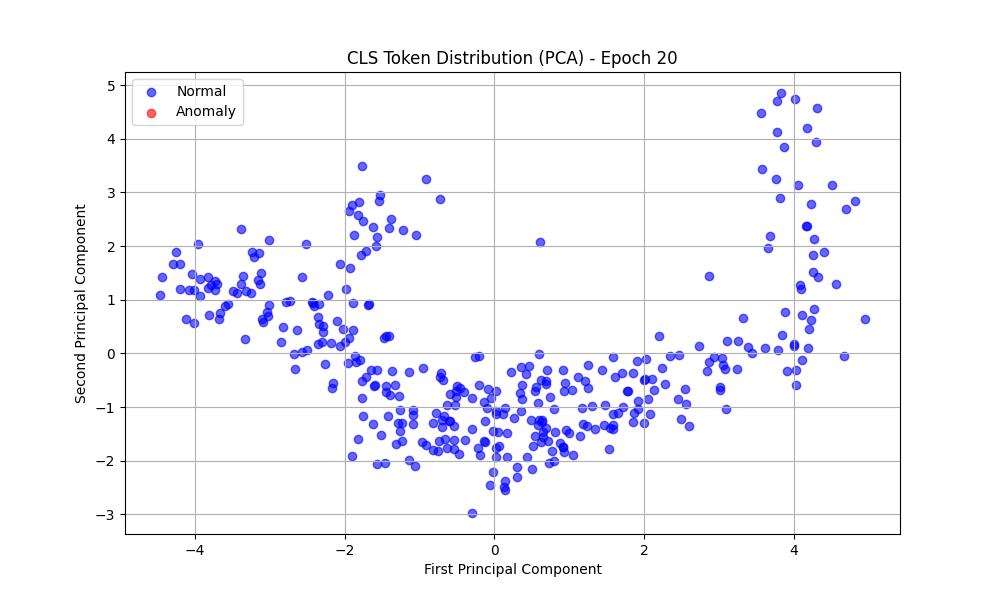 CLS Token Distribution (PCA) - Epoch 20
Normal
Anomaly
Second Principal Component
5
4
3
2
1
0
−1
−2
−3
−4 −2 0 2 4
First Principal Component